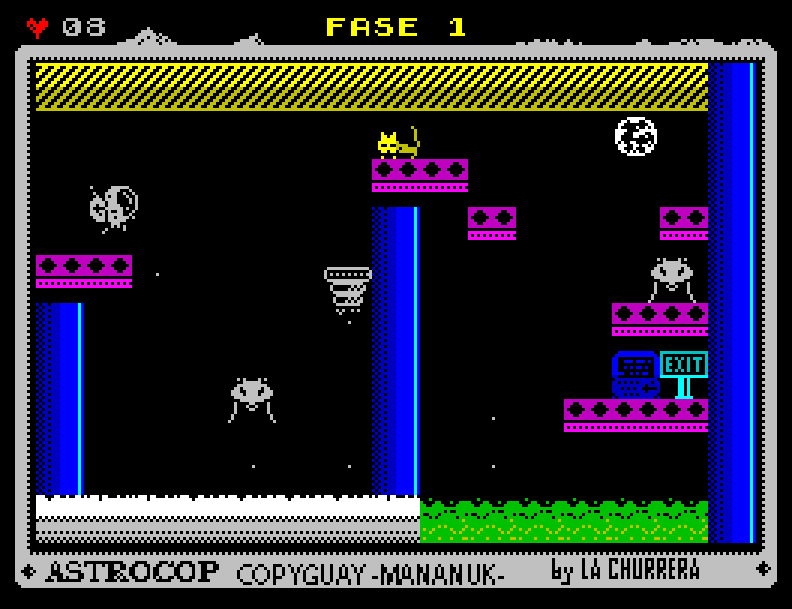 08 FASE 1
EXIT
ASTROCOP COPYGUAY -MANANUK- by LA CHURRERA